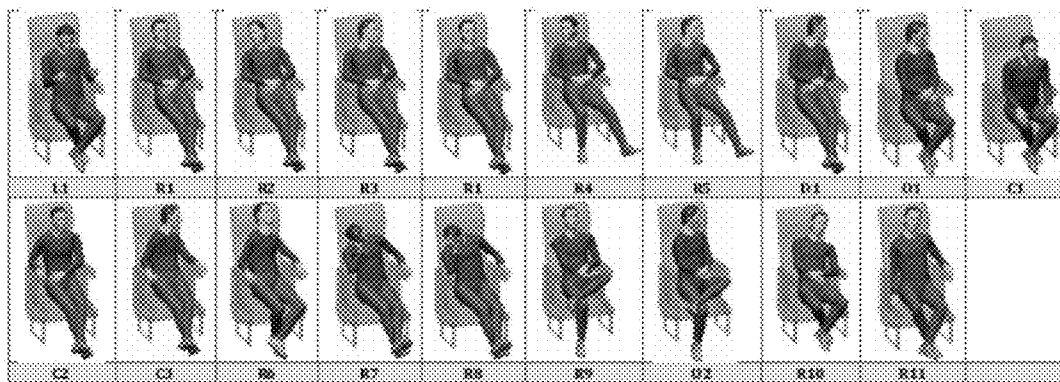 L1 R1 R2 R3 R1 R4 R5 D1 O1 C1
C2 C3 R6 R7 R8 R9 O2 R10 R11